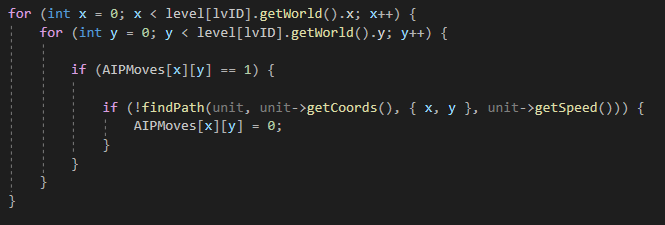 for (int x = 0; x < level[lvID].getWorld().x; x++) {
for (int y = 0; y < level[lvID].getWorld().y; y++) {
if (AIPMoves[x][y] == 1) {
if (!findPath(unit, unit->getCoords(), { x, y }, unit->getSpeed())) {
AIPMoves[x][y] = 0;
}
}
}
}